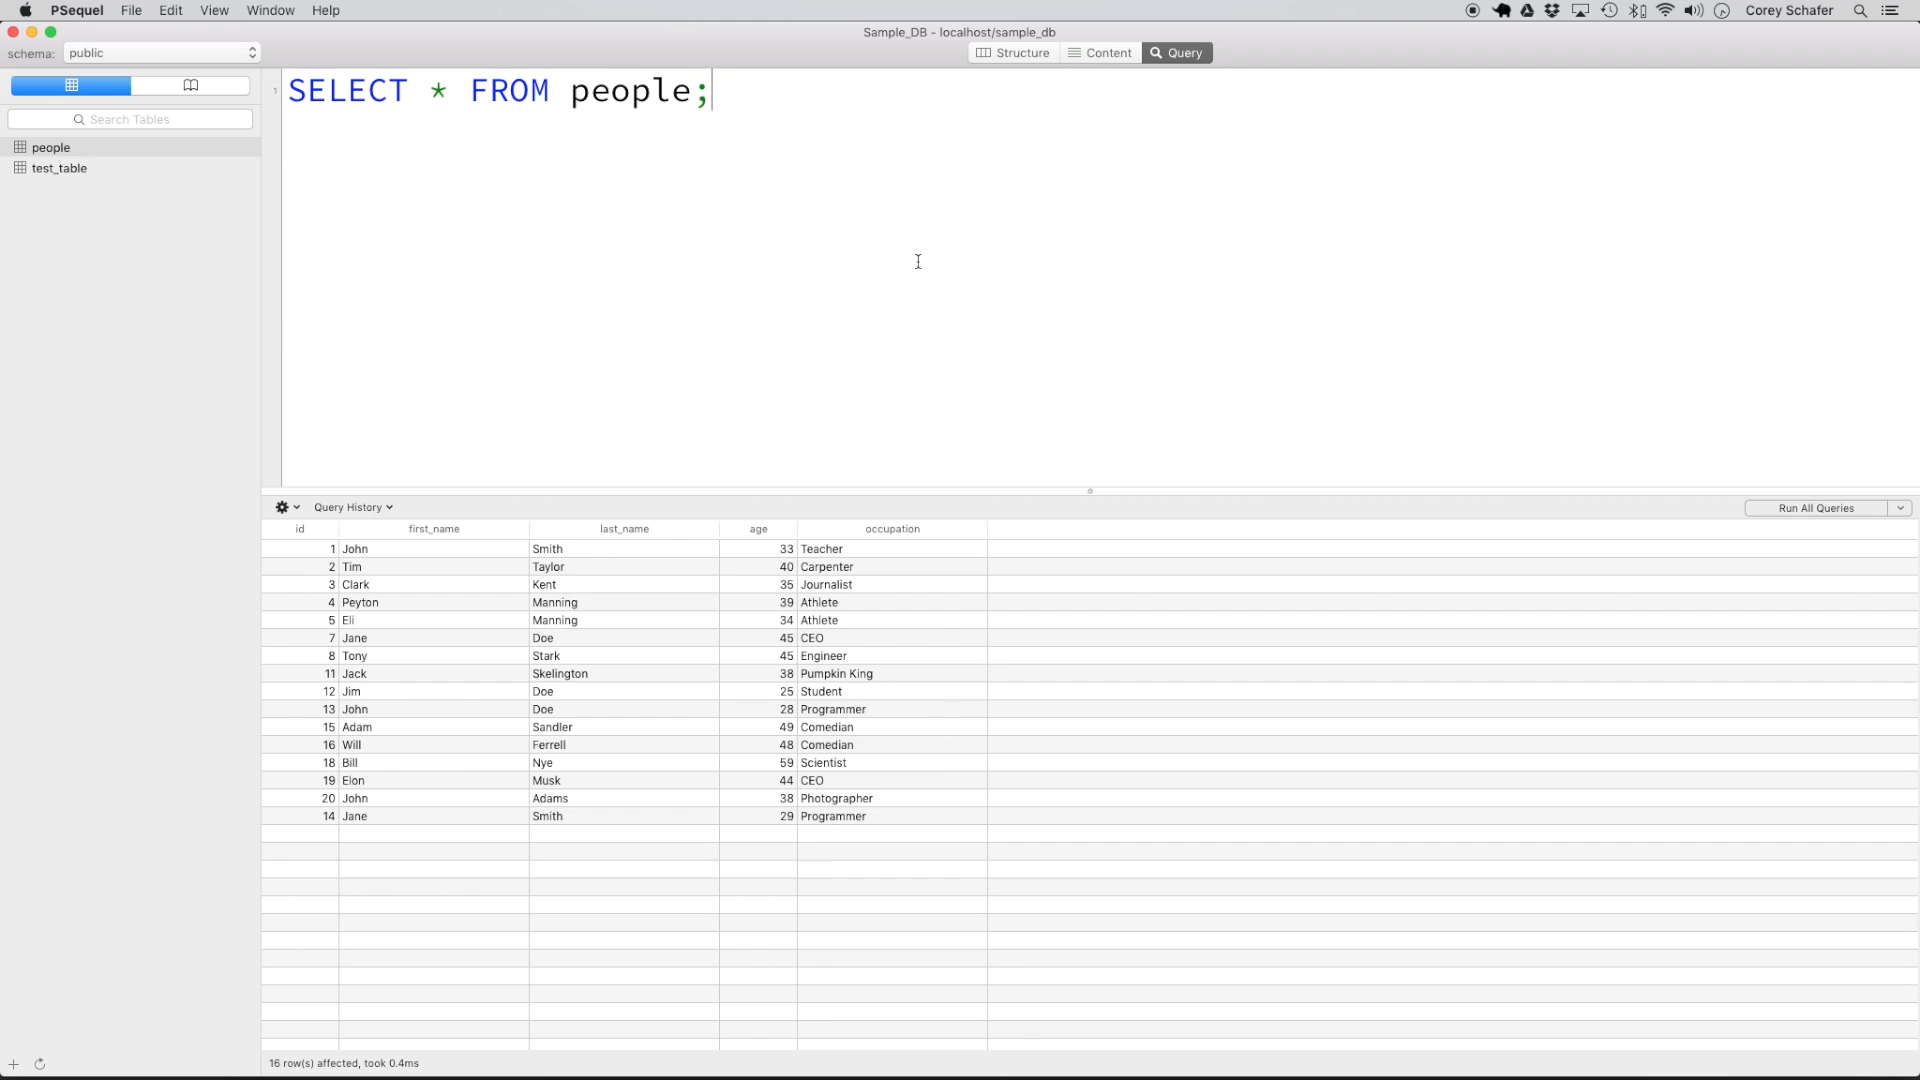 PSequel File Edit View Window Help Corey Schafer
Sample_DB - localhost/sample_db
schema: public Structure Content Query
Search Tables
people
test_table
1 SELECT * FROM people;
Query History Run All Queries
id first_name last_name age occupation
1 John Smith 33 Teacher
2 Tim Taylor 40 Carpenter
3 Clark Kent 35 Journalist
4 Peyton Manning 39 Athlete
5 Eli Manning 34 Athlete
7 Jane Doe 45 CEO
8 Tony Stark 45 Engineer
11 Jack Skelington 38 Pumpkin King
12 Jim Doe 25 Student
13 John Doe 28 Programmer
15 Adam Sandler 49 Comedian
16 Will Ferrell 48 Comedian
18 Bill Nye 59 Scientist
19 Elon Musk 44 CEO
20 John Adams 38 Photographer
14 Jane Smith 29 Programmer
16 row(s) affected, took 0.4ms